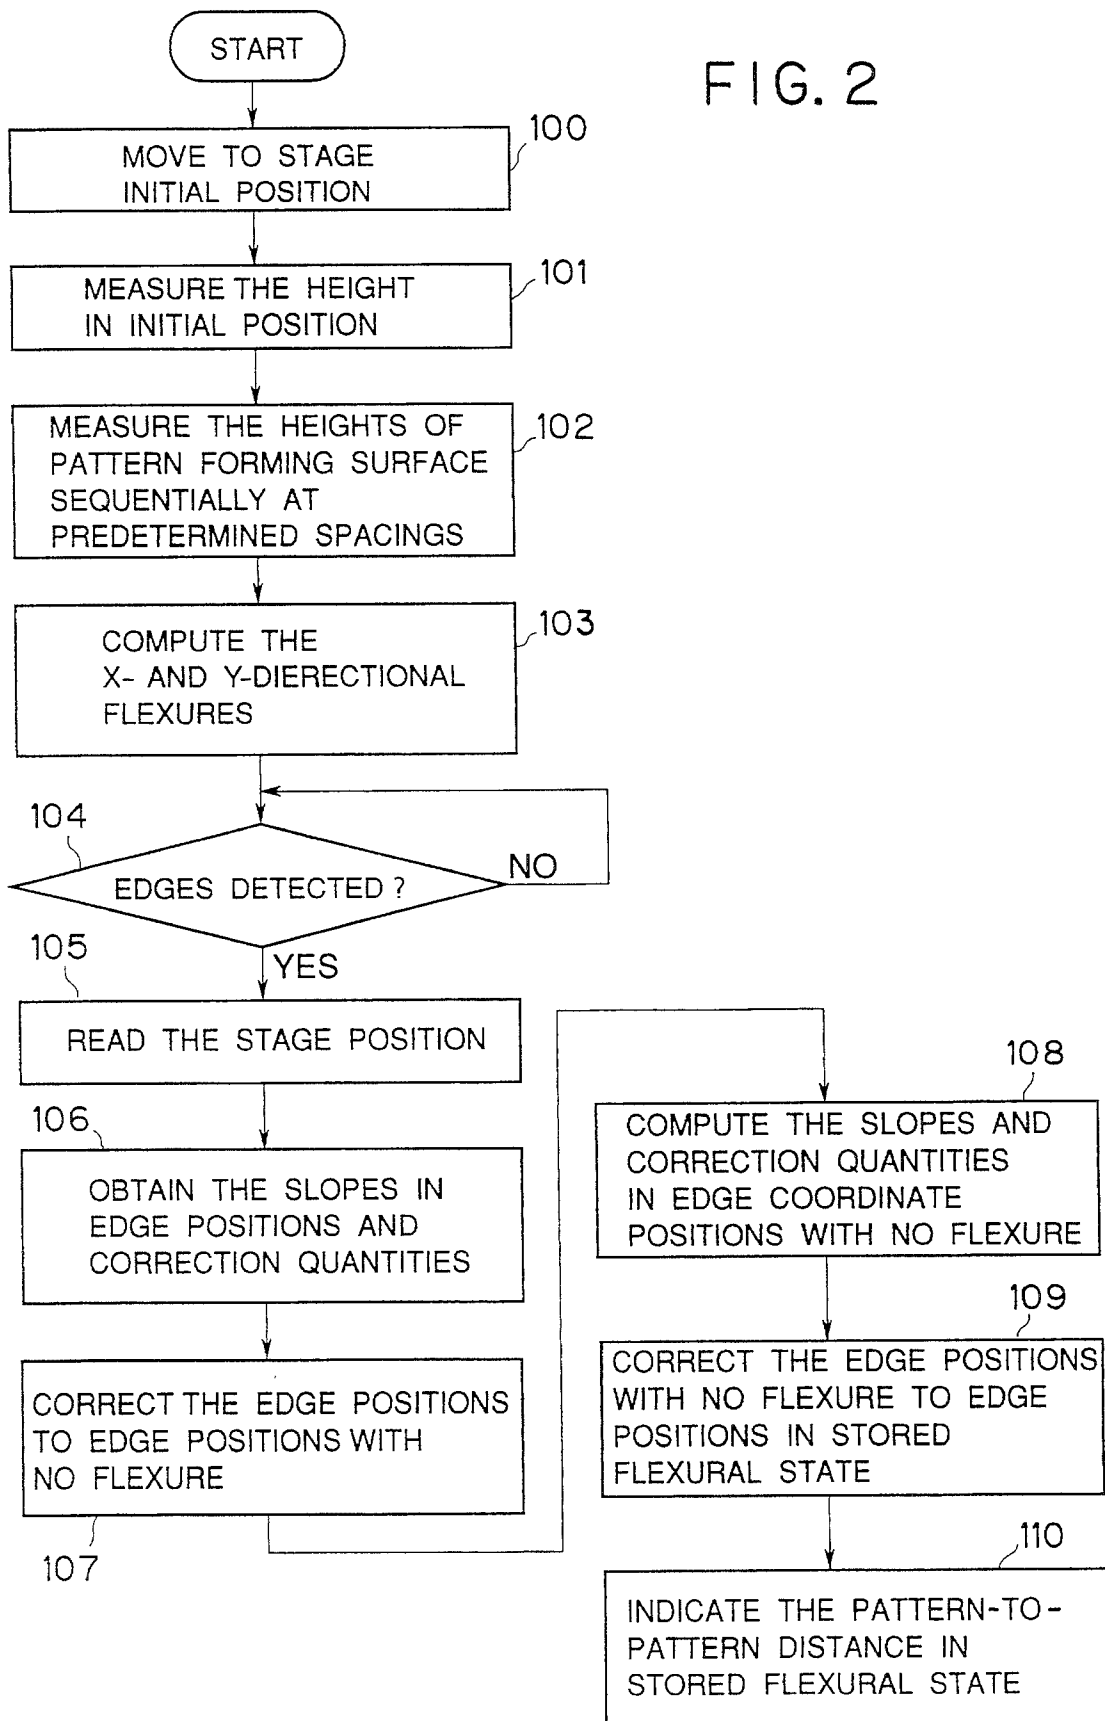 START
FIG. 2
100
MOVE TO STAGE
INITIAL POSITION
101
MEASURE THE HEIGHT
IN INITIAL POSITION
102
MEASURE THE HEIGHTS OF
PATTERN FORMING SURFACE
SEQUENTIALLY AT
PREDETERMINED SPACINGS
103
COMPUTE THE
X- AND Y-DIERECTIONAL
FLEXURES
104
EDGES DETECTED ?
NO
YES
105
READ THE STAGE POSITION
106
OBTAIN THE SLOPES IN
EDGE POSITIONS AND
CORRECTION QUANTITIES
CORRECT THE EDGE POSITIONS
TO EDGE POSITIONS WITH
NO FLEXURE
107
108
COMPUTE THE SLOPES AND
CORRECTION QUANTITIES
IN EDGE COORDINATE
POSITIONS WITH NO FLEXURE
109
CORRECT THE EDGE POSITIONS
WITH NO FLEXURE TO EDGE
POSITIONS IN STORED
FLEXURAL STATE
110
INDICATE THE PATTERN-TO-
PATTERN DISTANCE IN
STORED FLEXURAL STATE